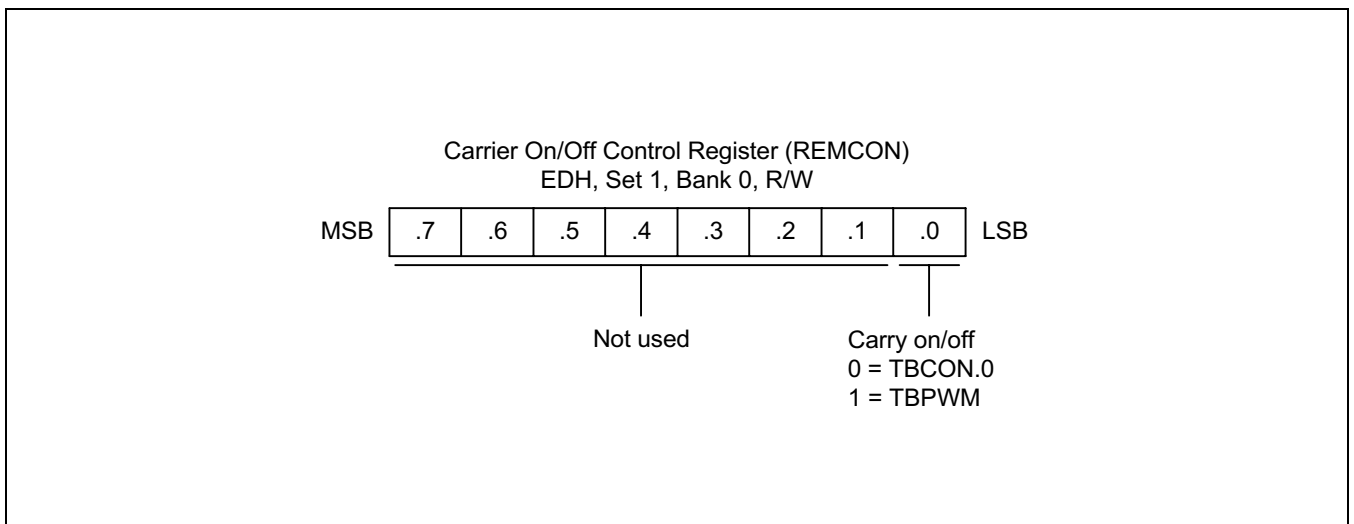 Carrier On/Off Control Register (REMCON)
EDH, Set 1, Bank 0, R/W
MSB .7 .6 .5 .4 .3 .2 .1 .0 LSB
Not used
Carry on/off
0 = TBCON.0
1 = TBPWM